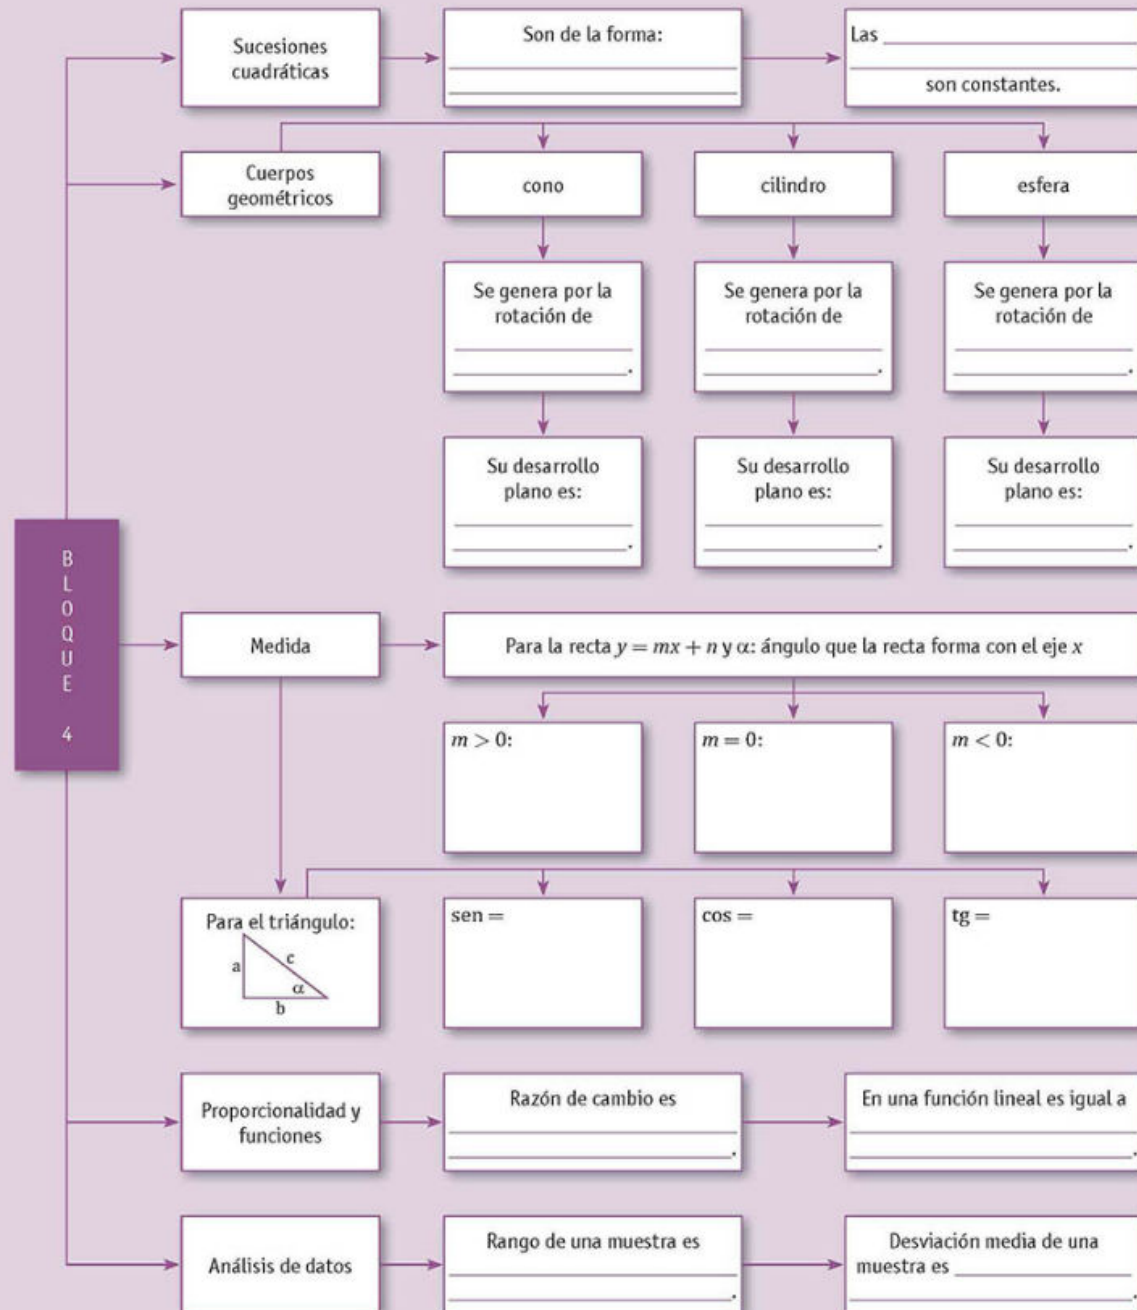 Sucesiones
cuadráticas
Son de la forma:
Las
son constantes.
Cuerpos
geométricos
cono
cilindro
esfera
Se genera por la
rotación de
.
Se genera por la
rotación de
.
Se genera por la
rotación de
.
Su desarrollo
plano es:
.
Su desarrollo
plano es:
.
Su desarrollo
plano es:
.
BLOQUE 4
Medida
Para la recta y = mx + n y α: ángulo que la recta forma con el eje x
m > 0:
m = 0:
m < 0:
Para el triángulo:
a
c
α
b
sen =
cos =
tg =
Proporcionalidad y
funciones
Razón de cambio es
.
En una función lineal es igual a
.
Análisis de datos
Rango de una muestra es
.
Desviación media de una
muestra es
.